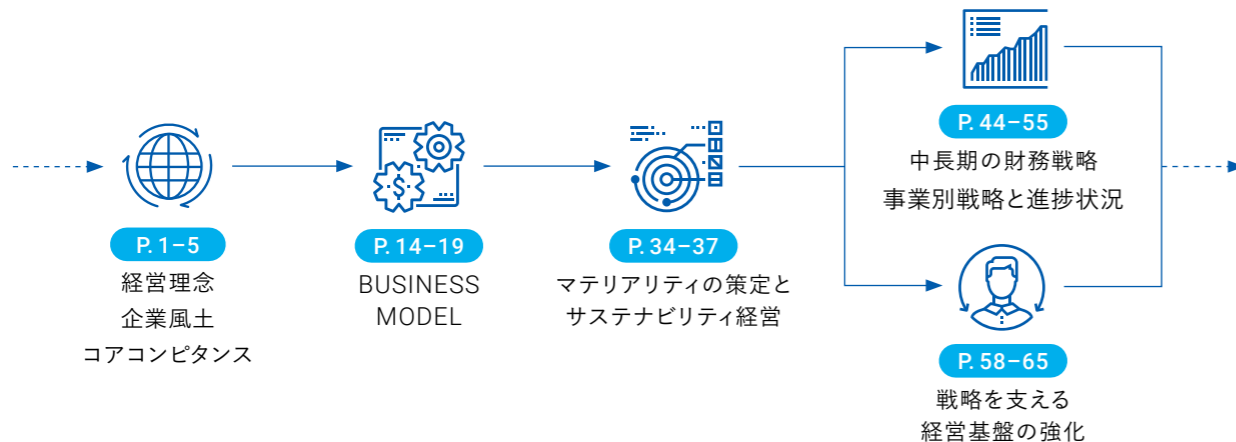 P. 1–5
経営理念
企業風土
コアコンピタンス
P. 14–19
BUSINESS
MODEL
P. 34–37
マテリアリティの策定と
サステナビリティ経営
P. 44–55
中長期の財務戦略
事業別戦略と進捗状況
P. 58–65
戦略を支える
経営基盤の強化
$